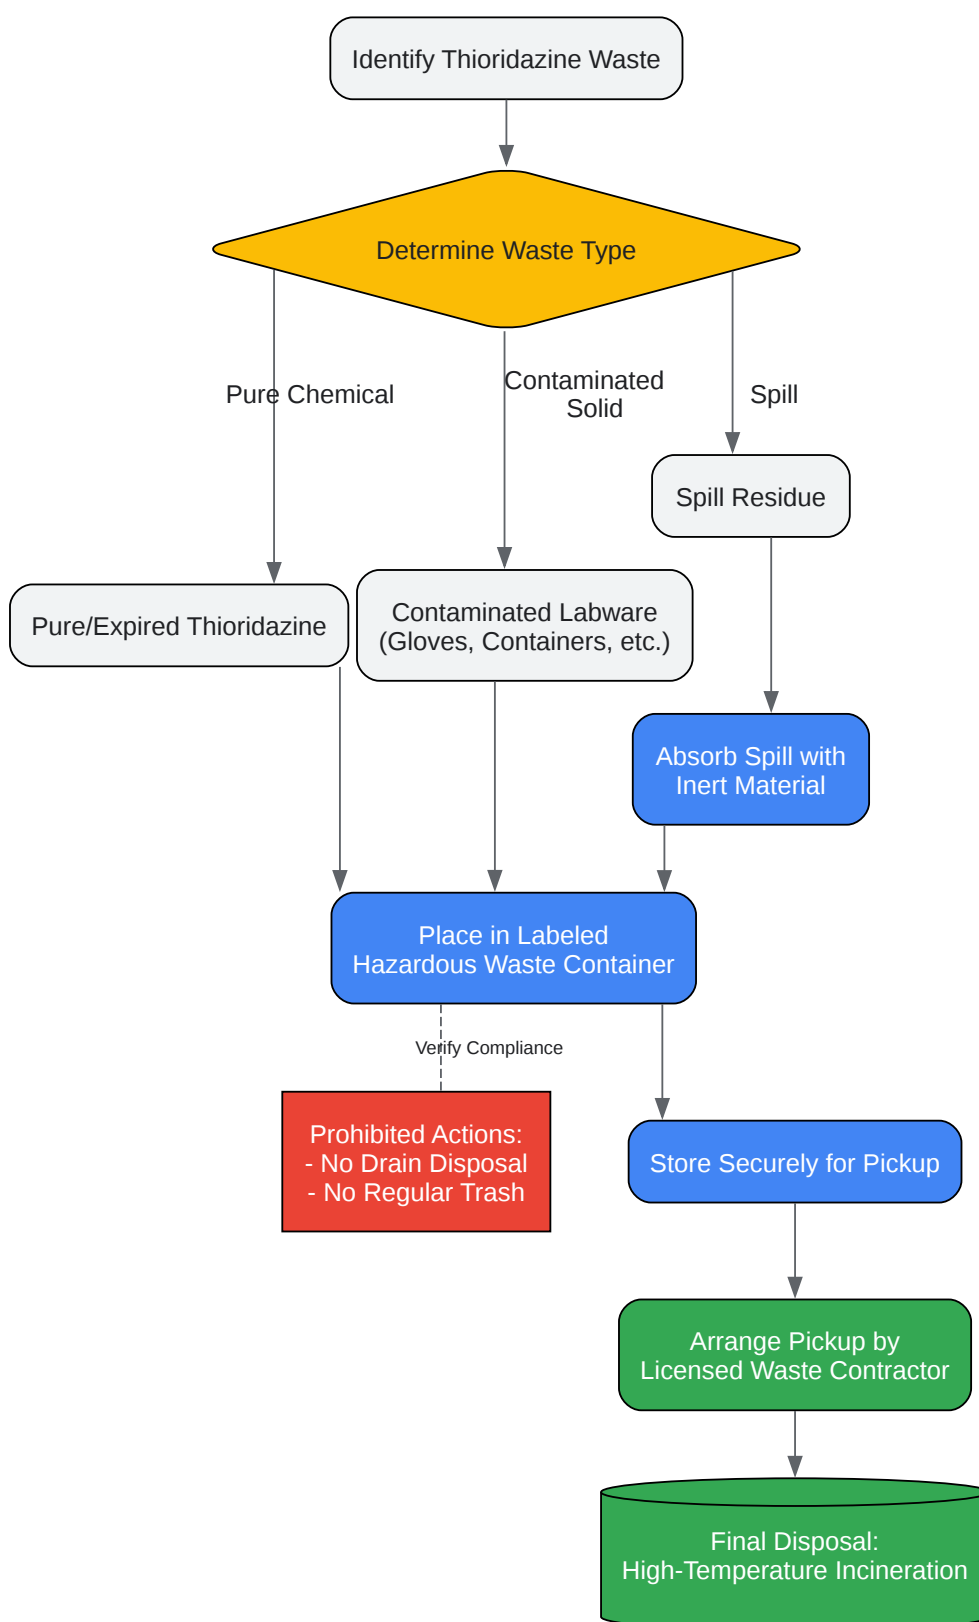 Identify Thioridazine Waste
Determine Waste Type
Pure Chemical
Contaminated
Solid
Spill
Spill Residue
Pure/Expired Thioridazine
Contaminated Labware
(Gloves, Containers, etc.)
Absorb Spill with
Inert Material
Place in Labeled
Hazardous Waste Container
Verify Compliance
Prohibited Actions:
- No Drain Disposal
- No Regular Trash
Store Securely for Pickup
Arrange Pickup by
Licensed Waste Contractor
Final Disposal:
High-Temperature Incineration